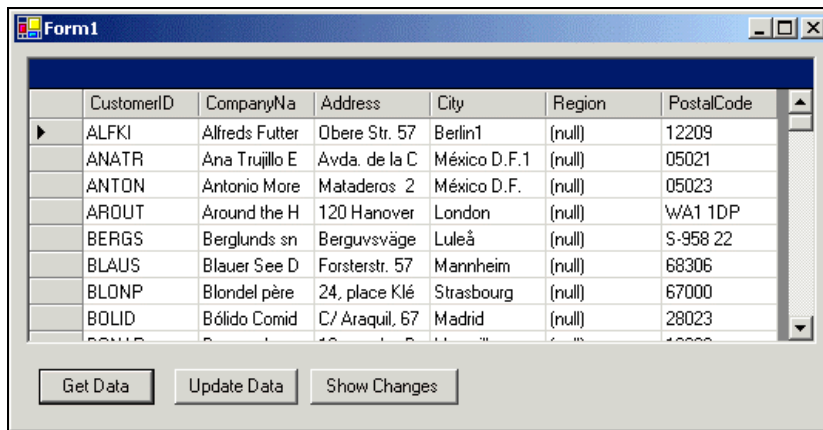 Form1
CustomerID CompanyNa Address City Region PostalCode
ALFKI Alfreds Futter Obere Str. 57 Berlin1 (null) 12209
ANATR Ana Trujillo E Avda. de la C México D.F.1 (null) 05021
ANTON Antonio More Mataderos 2 México D.F. (null) 05023
AROUT Around the H 120 Hanover London (null) WA1 1DP
BERGS Berglunds sn Berguvsväge Luleå (null) S-958 22
BLAUS Blauer See D Forsterstr. 57 Mannheim (null) 68306
BLONP Blondel père 24, place Klé Strasbourg (null) 67000
BOLID Bólido Comid C/ Araquil, 67 Madrid (null) 28023
Get Data Update Data Show Changes